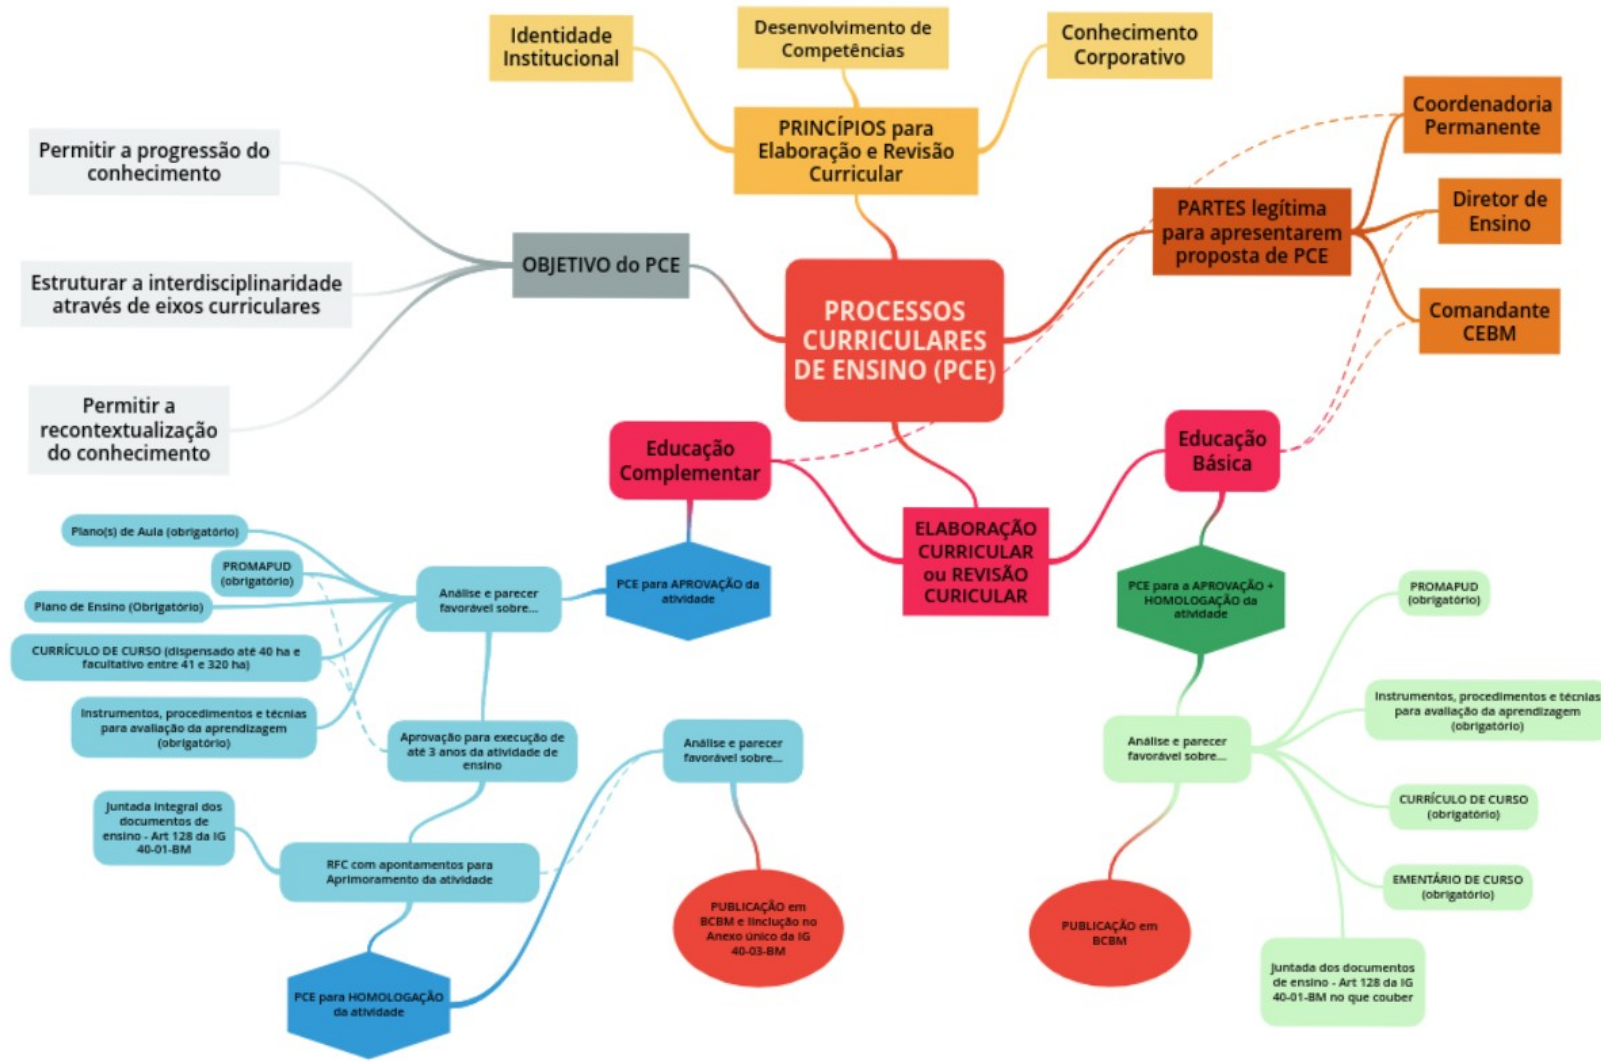 Identidade
Institucional
Desenvolvimento de
Competências
Conhecimento
Corporativo
PRINCÍPIOS para
Elaboração e Revisão
Curricular
Coordenadoria
Permanente
Diretor de
Ensino
Comandante
CEBM
PARTES legítima
para apresentarem
proposta de PCE
Permitir a progressão do
conhecimento
Estruturar a interdisciplinaridade
através de eixos curriculares
Permitir a
recontextualização
do conhecimento
OBJETIVO do PCE
PROCESSOS
CURRICULARES
DE ENSINO (PCE)
Educação
Complementar
Educação
Básica
ELABORAÇÃO
CURRICULAR
ou REVISÃO
CURICULAR
Plano(s) de Aula (obrigatório)
PROMAPUD
(obrigatório)
Plano de Ensino (Obrigatório)
CURRÍCULO DE CURSO (dispensado até 40 ha e
facultativo entre 41 e 320 ha)
Instrumentos, procedimentos e técnias
para avaliação da aprendizagem
(obrigatório)
Análise e parecer
favorável sobre...
PCE para APROVAÇÃO da
atividade
Aprovação para execução de
até 3 anos da atividade de
ensino
Juntada integral dos
documentos de
ensino - Art 128 da IG
40-01-BM
RFC com apontamentos para
Aprimoramento da atividade
PCE para HOMOLOGAÇÃO
da atividade
Análise e parecer
favorável sobre...
PUBLICAÇÃO em
BCBM e linclução no
Anexo único da IG
40-03-BM
PCE para a APROVAÇÃO +
HOMOLOGAÇÃO da
atividade
Análise e parecer
favorável sobre...
PUBLICAÇÃO em
BCBM
PROMAPUD
(obrigatório)
Instrumentos, procedimentos e técnias
para avaliação da aprendizagem
(obrigatório)
CURRÍCULO DE CURSO
(obrigatório)
EMENTÁRIO DE CURSO
(obrigatório)
Juntada dos documentos
de ensino - Art 128 da IG
40-01-BM no que couber